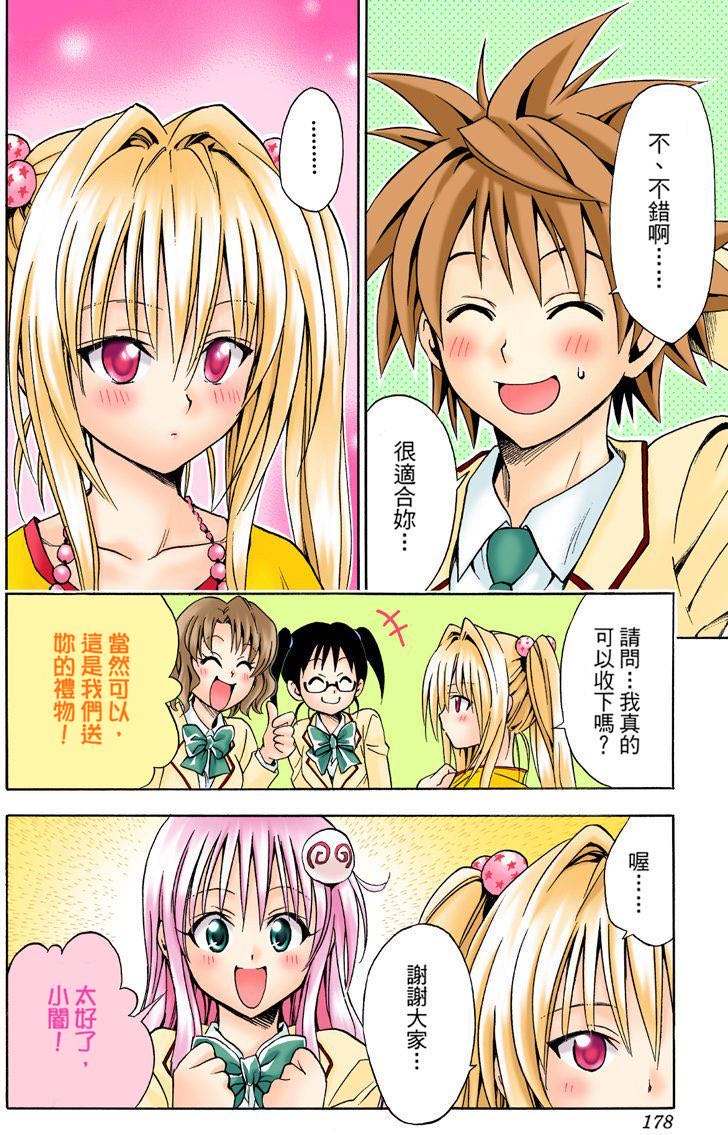 不、不錯啊……
很適合妳…
………
請問…我真的
可以收下嗎？
當然可以，
這是我們送
妳的禮物！
喔……
謝謝大家…
太好了，
小闇！
178